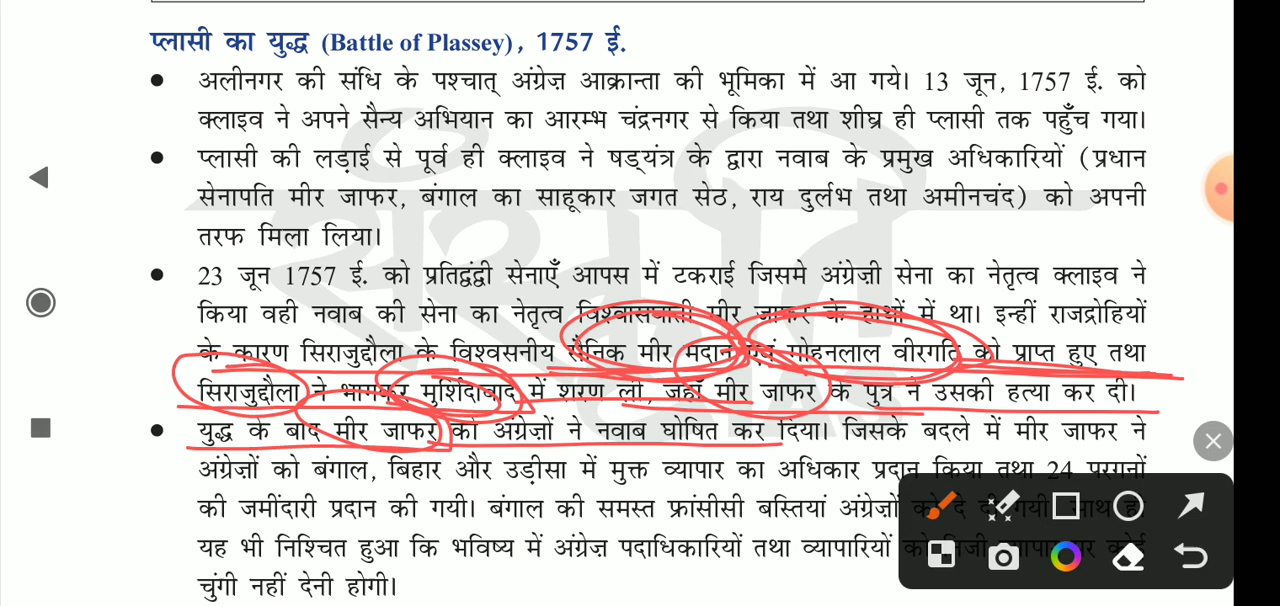 प्लासी का युद्ध (Battle of Plassey), 1757 ई.
● अलीनगर की संधि के पश्चात् अंग्रेज़ आक्रान्ता की भूमिका में आ गये। 13 जून, 1757 ई. को
क्लाइव ने अपने सैन्य अभियान का आरम्भ चंद्रनगर से किया तथा शीघ्र ही प्लासी तक पहुँच गया।
● प्लासी की लड़ाई से पूर्व ही क्लाइव ने षड्यंत्र के द्वारा नवाब के प्रमुख अधिकारियों (प्रधान
सेनापति मीर जाफर, बंगाल का साहूकार जगत सेठ, राय दुर्लभ तथा अमीनचंद) को अपनी
तरफ मिला लिया।
● 23 जून 1757 ई. को प्रतिद्वंद्वी सेनाएँ आपस में टकराई जिसमे अंग्रेज़ी सेना का नेतृत्व क्लाइव ने
किया वही नवाब की सेना का नेतृत्व विश्वासघाती मीर जाफर के हाथों में था। इन्हीं राजद्रोहियों
के कारण सिराजुद्दौला के विश्वसनीय सैनिक मीर मदान एवं मोहनलाल वीरगति को प्राप्त हुए तथा
सिराजुद्दौला ने भागकर मुर्शिदाबाद में शरण ली, जहाँ मीर जाफर के पुत्र ने उसकी हत्या कर दी।
● युद्ध के बाद मीर जाफर को अंग्रेज़ों ने नवाब घोषित कर दिया। जिसके बदले में मीर जाफर ने
अंग्रेज़ों को बंगाल, बिहार और उड़ीसा में मुक्त व्यापार का अधिकार प्रदान किया तथा 24 परगनों
की जमींदारी प्रदान की गयी। बंगाल की समस्त फ्रांसीसी बस्तियां अंग्रेज़ों को दे दी गयी। साथ ही
यह भी निश्चित हुआ कि भविष्य में अंग्रेज़ पदाधिकारियों तथा व्यापारियों को निजी व्यापार पर कोई
चुंगी नहीं देनी होगी।
संस्कृति